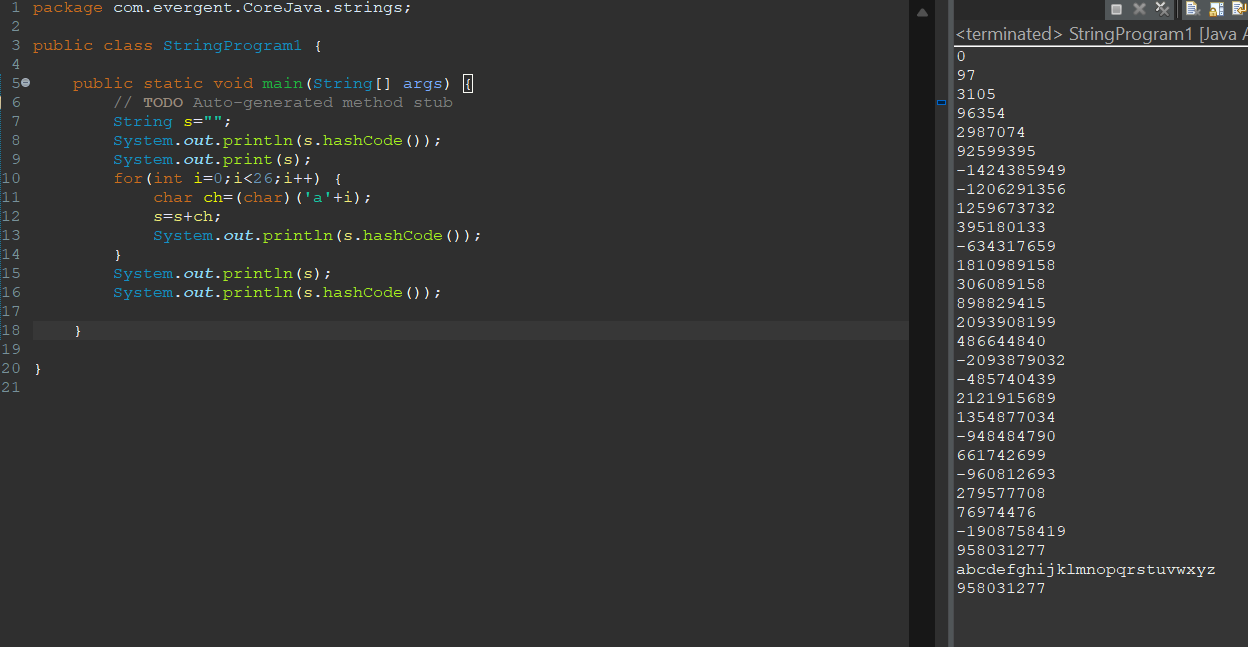 1 package com.evergent.CoreJava.strings;
2
3 public class StringProgram1 {
4
5     public static void main(String[] args) {
6         // TODO Auto-generated method stub
7         String s="";
8         System.out.println(s.hashCode());
9         System.out.print(s);
10         for(int i=0;i<26;i++) {
11             char ch=(char)('a'+i);
12             s=s+ch;
13             System.out.println(s.hashCode());
14         }
15         System.out.println(s);
16         System.out.println(s.hashCode());
17
18     }
19
20 }
21
<terminated> StringProgram1 [Java A
0
97
3105
96354
2987074
92599395
-1424385949
-1206291356
1259673732
395180133
-634317659
1810989158
306089158
898829415
2093908199
486644840
-2093879032
-485740439
2121915689
1354877034
-948484790
661742699
-960812693
279577708
76974476
-1908758419
958031277
abcdefghijklmnopqrstuvwxyz
958031277